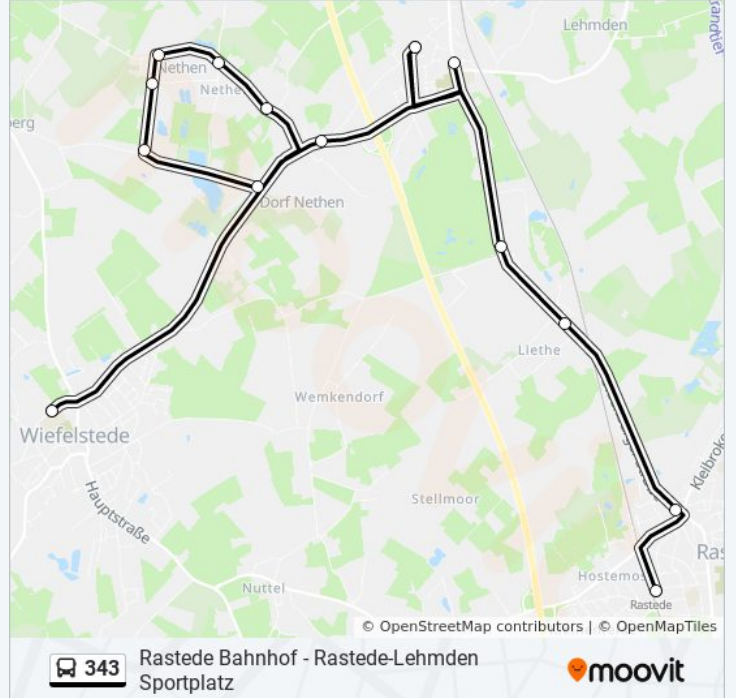 Lehmden
Nethen
Nethe
berg
Dorf Nethen
Liethe
Wemkendorf
Wiefelstede
Kleibroke
Hauptstraße
Stellmoor
Ras
Hostemos
Nuttel
Rastede
© OpenStreetMap contributors | © OpenMapTiles
343
Rastede Bahnhof - Rastede-Lehmden
Sportplatz
moovit